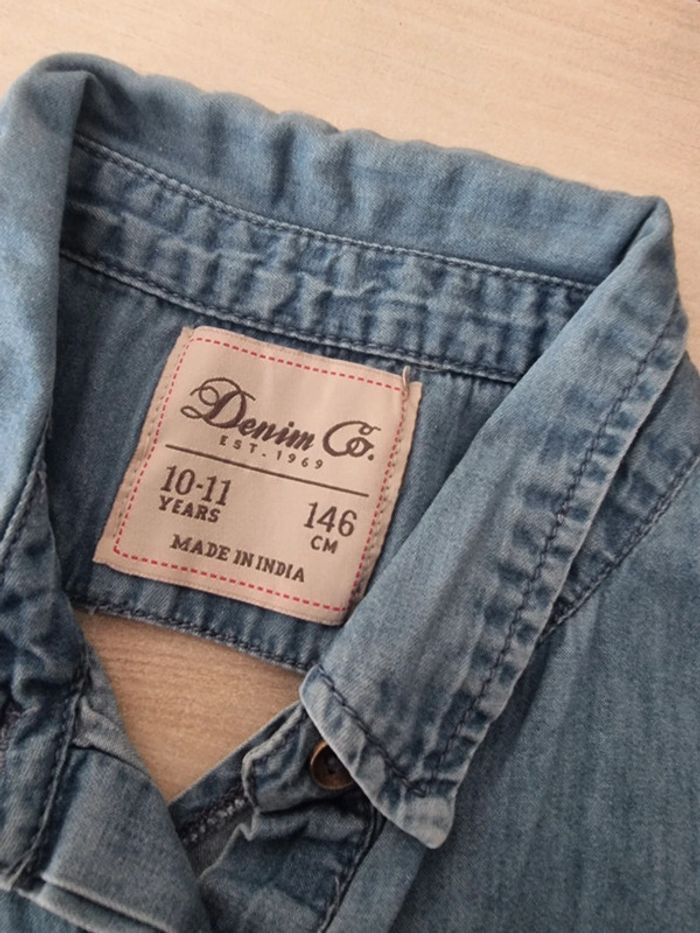 Denim Co.
EST. 1969
10-11 146
YEARS CM
MADE IN INDIA